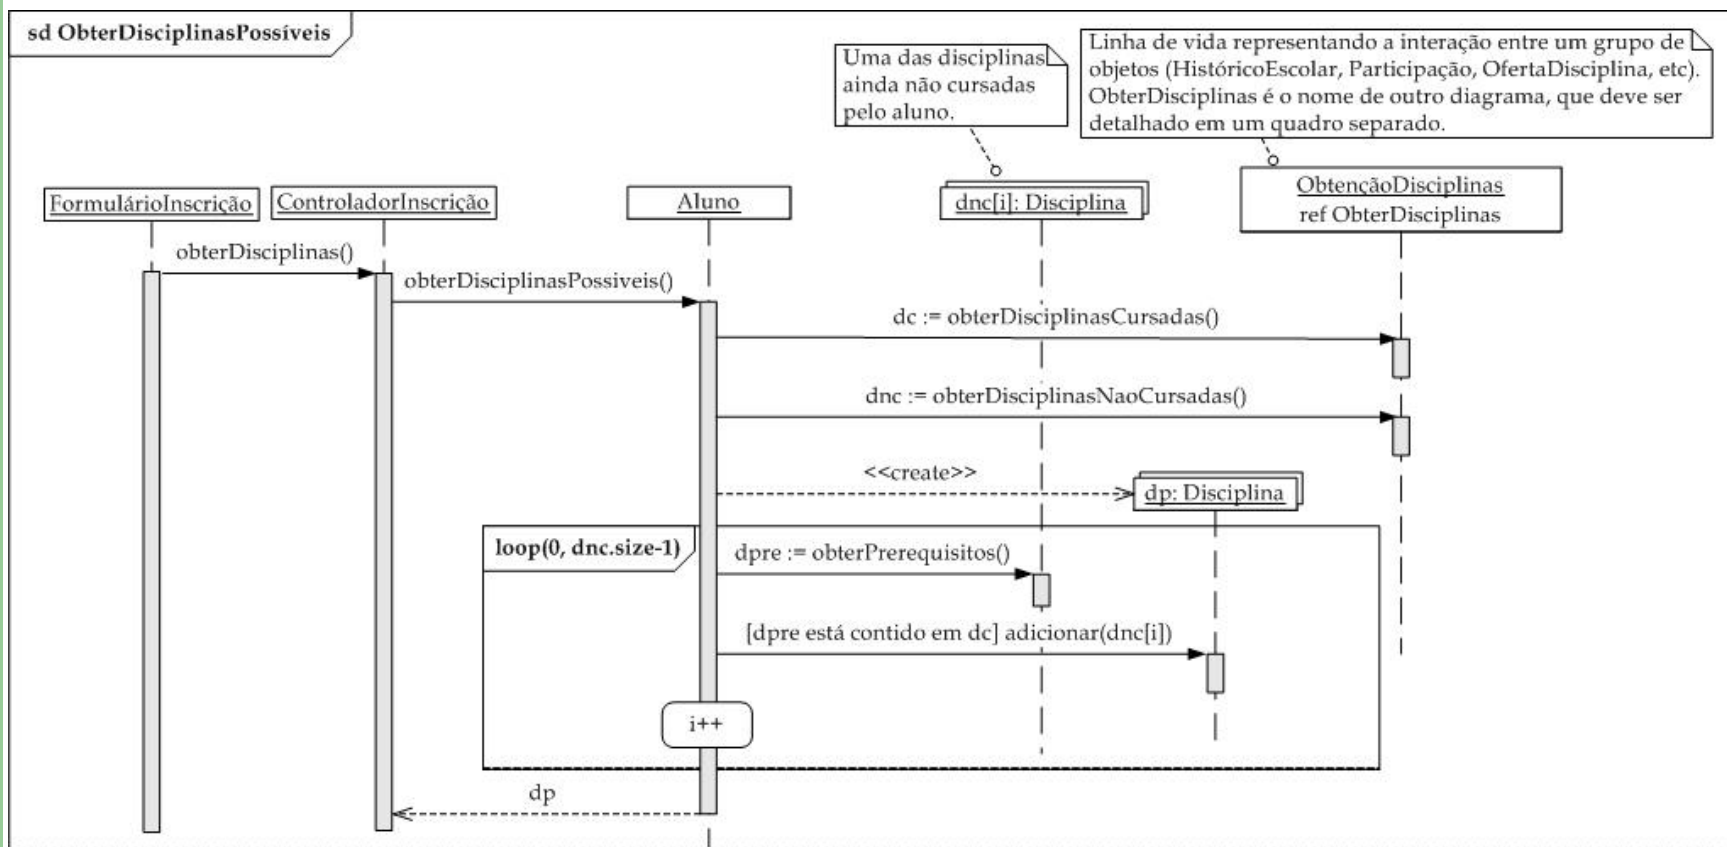 sd ObterDisciplinasPossíveis
Uma das disciplinas
ainda não cursadas
pelo aluno.
Linha de vida representando a interação entre um grupo de
objetos (HistóricoEscolar, Participação, OfertaDisciplina, etc).
ObterDisciplinas é o nome de outro diagrama, que deve ser
detalhado em um quadro separado.
FormulárioInscrição
ControladorInscrição
Aluno
dnc[i]: Disciplina
ObtençãoDisciplinas
ref ObterDisciplinas
obterDisciplinas()
obterDisciplinasPossiveis()
dc := obterDisciplinasCursadas()
dnc := obterDisciplinasNaoCursadas()
<<create>>
dp: Disciplina
loop(0, dnc.size-1)
dpre := obterPrerequisitos()
[dpre está contido em dc] adicionar(dnc[i])
i++
dp